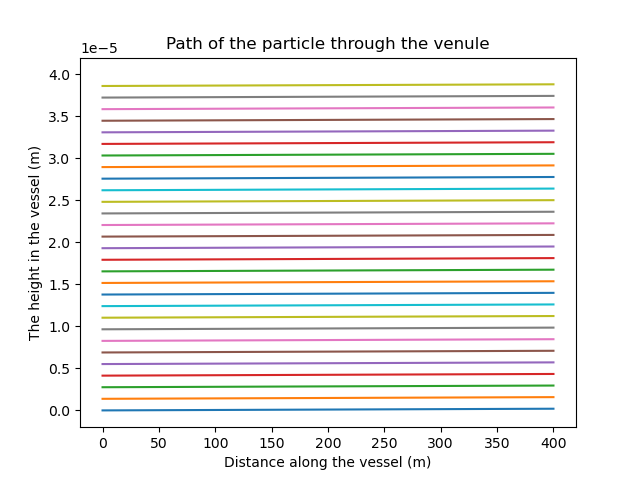 Path of the particle through the venule
1e−5
The height in the vessel (m)
4.0
3.5
3.0
2.5
2.0
1.5
1.0
0.5
0.0
0 50 100 150 200 250 300 350 400
Distance along the vessel (m)